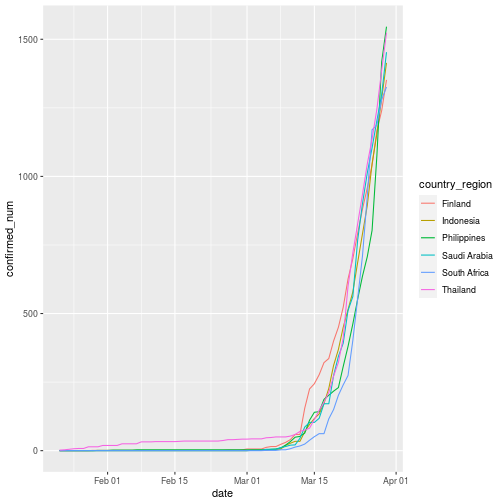 1500
1000
500
0
confirmed_num
Feb 01
Feb 15
Mar 01
Mar 15
Apr 01
date
country_region
Finland
Indonesia
Philippines
Saudi Arabia
South Africa
Thailand